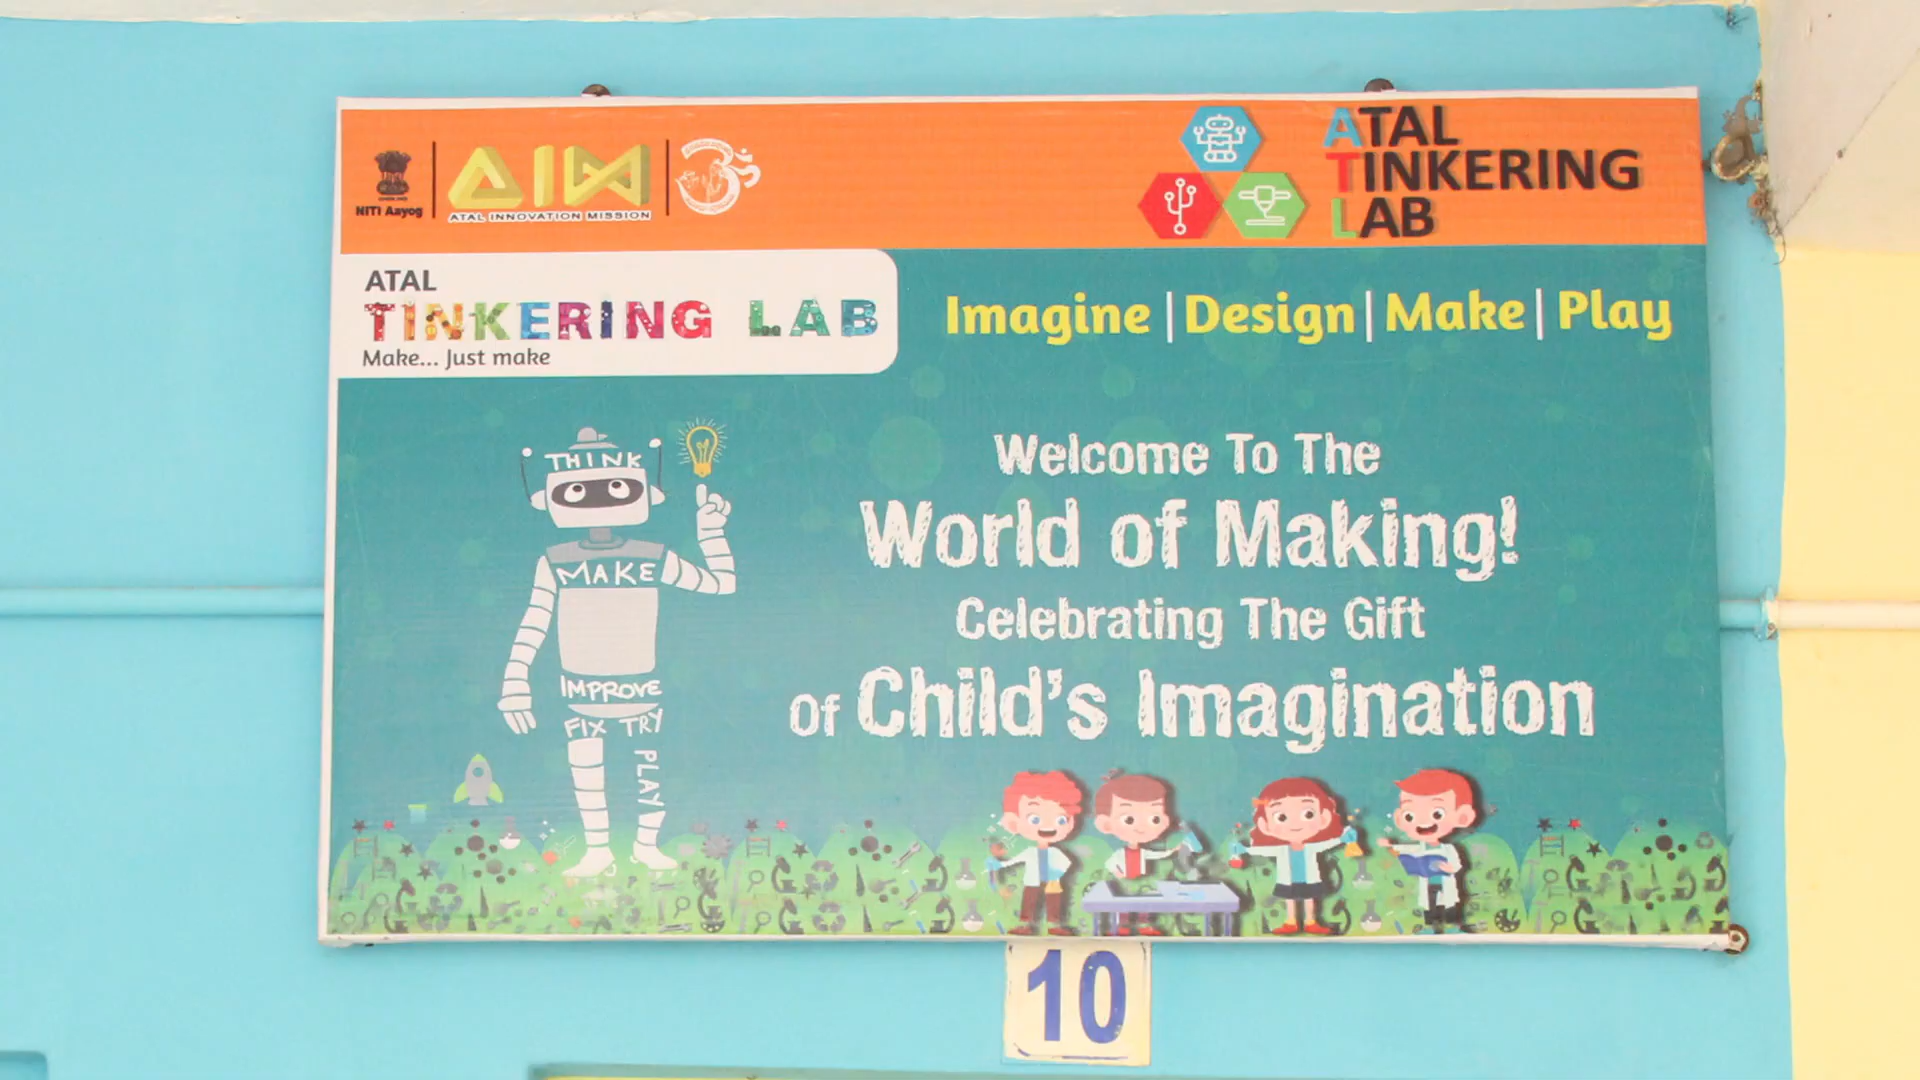 NITI Aayog
AIM
ATAL INNOVATION MISSION
ATAL
TINKERING
LAB
ATAL
TINKERING LAB
Make... Just make
Imagine | Design | Make | Play
THINK
MAKE
IMPROVE
FIX TRY
PLAY
Welcome To The
World of Making!
Celebrating The Gift
Of Child's Imagination
10